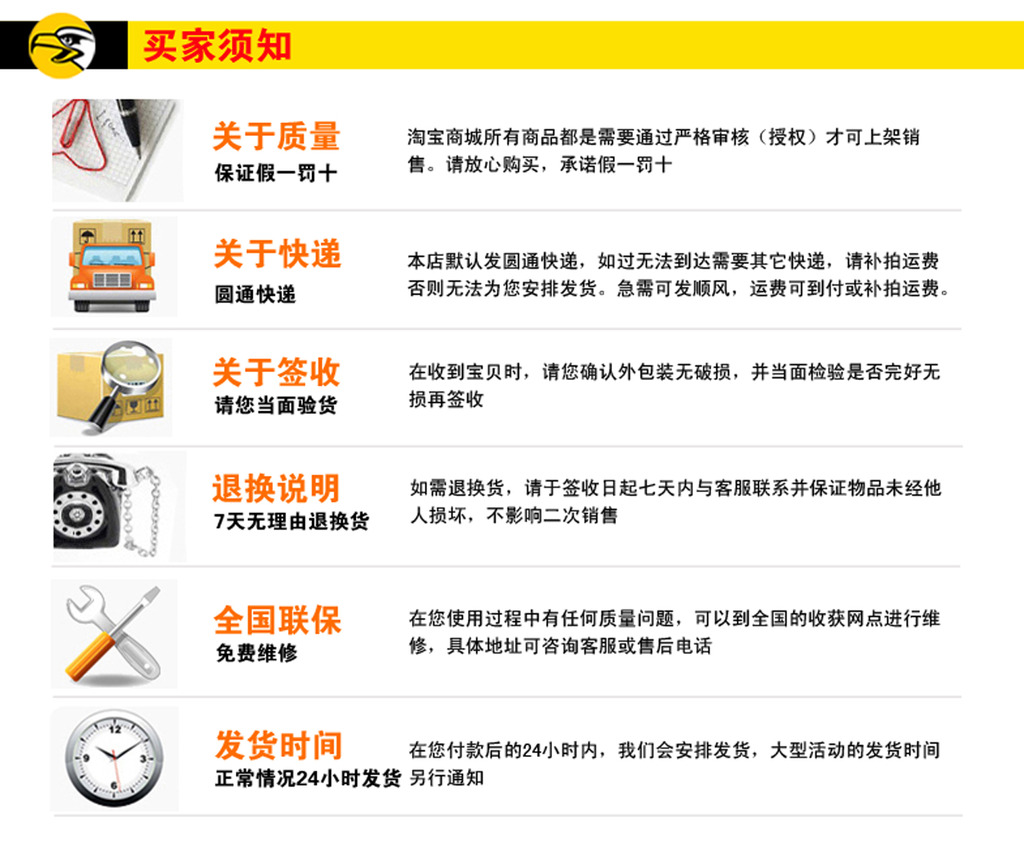 买家须知
关于质量
保证假一罚十
淘宝商城所有商品都是需要通过严格审核（授权）才可上架销
售。请放心购买，承诺假一罚十
关于快递
圆通快递
本店默认发圆通快递，如过无法到达需要其它快递，请补拍运费
否则无法为您安排发货。急需可发顺风，运费可到付或补拍运费。
关于签收
请您当面验货
在收到宝贝时，请您确认外包装无破损，并当面检验是否完好无
损再签收
退换说明
7天无理由退换货
如需退换货，请于签收日起七天内与客服联系并保证物品未经他
人损坏，不影响二次销售
全国联保
免费维修
在您使用过程中有任何质量问题，可以到全国的收获网点进行维
修，具体地址可咨询客服或售后电话
12
3
6
9
发货时间
正常情况24小时发货
在您付款后的24小时内，我们会安排发货，大型活动的发货时间
另行通知